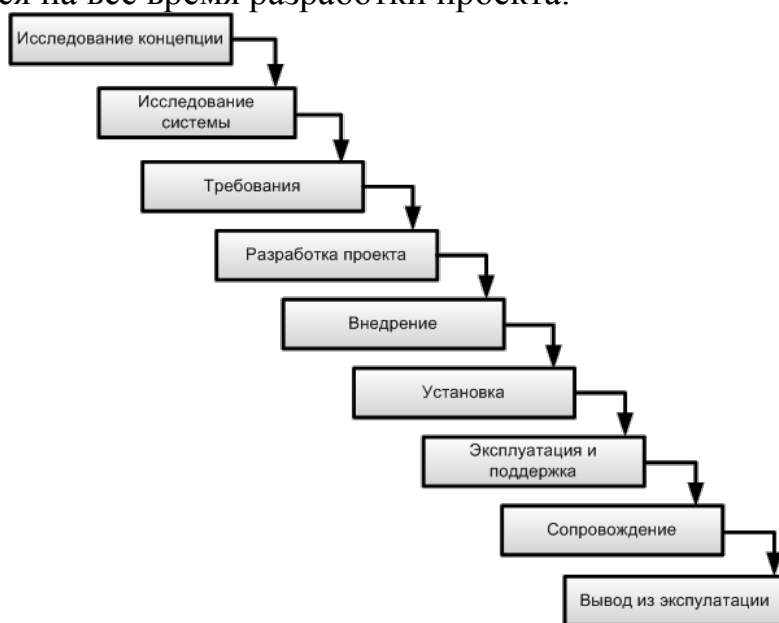 ся на все время разработки проекта.
Исследование концепции
Исследование
системы
Требования
Разработка проекта
Внедрение
Установка
Эксплуатация и
поддержка
Сопровождение
Вывод из экспулатации